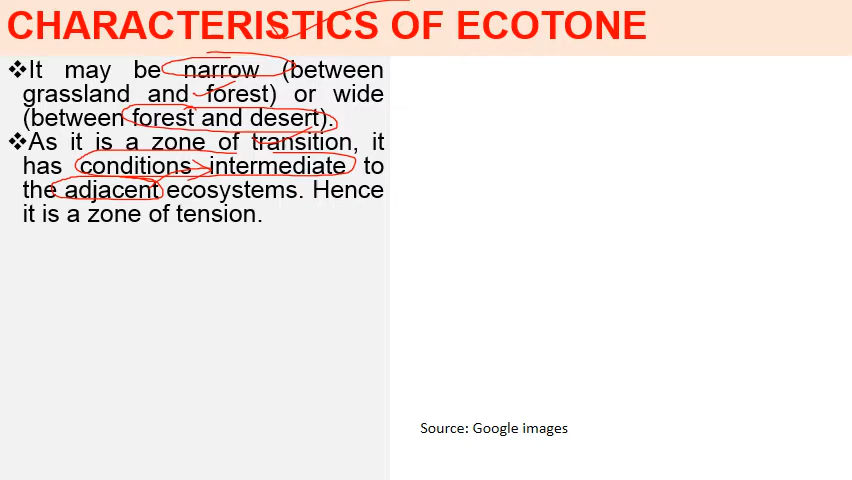 CHARACTERISTICS OF ECOTONE
❖It may be narrow (between
grassland and forest) or wide
(between forest and desert).
❖As it is a zone of transition, it
has conditions intermediate to
the adjacent ecosystems. Hence
it is a zone of tension.
Source: Google images